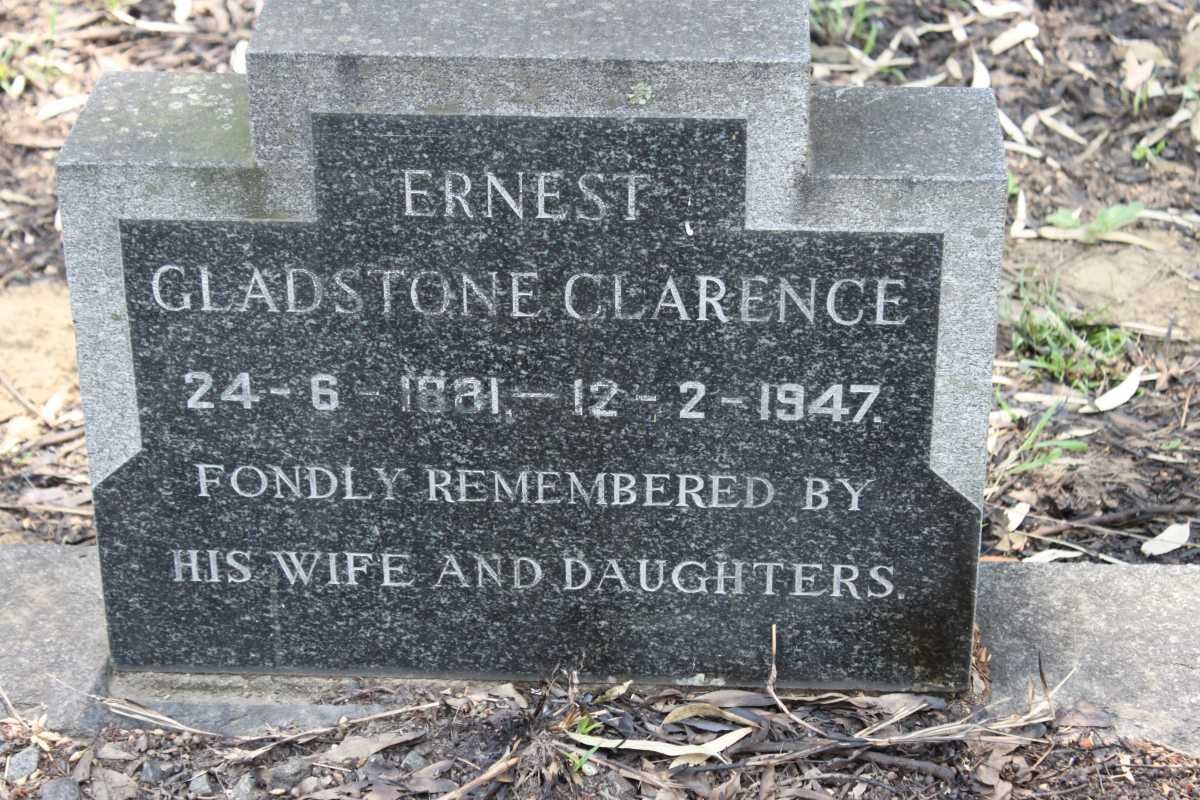 ERNEST
GLADSTONE CLARENCE
24 - 6 - 1881. - 12 - 2 - 1947.
FONDLY REMEMBERED BY
HIS WIFE AND DAUGHTERS.